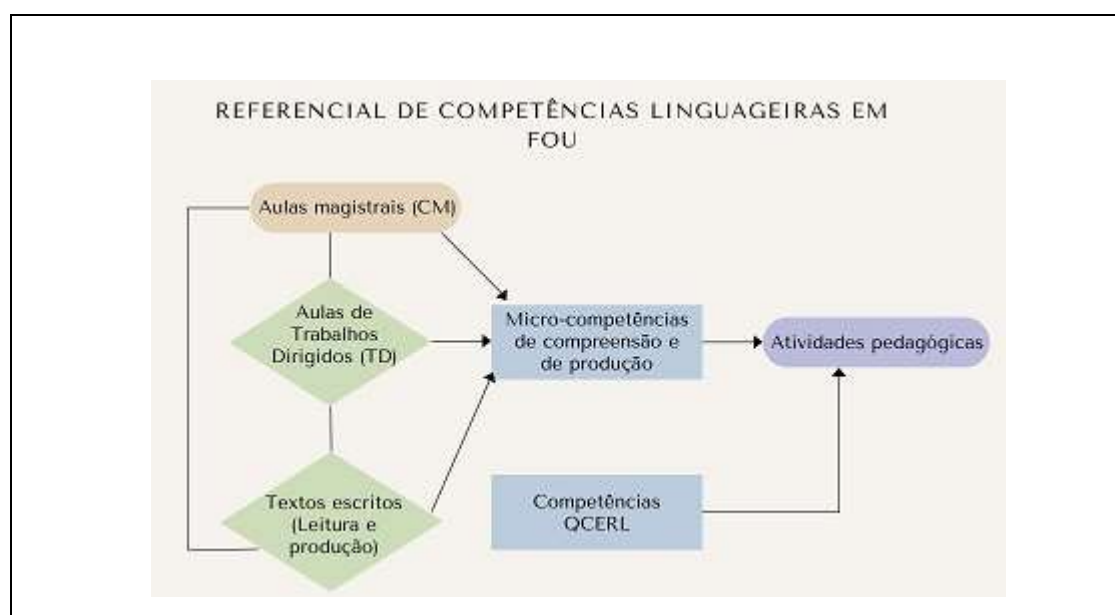 REFERENCIAL DE COMPETÊNCIAS LINGUAGEIRAS EM
FOU
Aulas magistrais (CM)
Aulas de
Trabalhos
Dirigidos (TD)
Textos escritos
(Leitura e
produção)
Micro-competências
de compreensão e
de produção
Competências
QCERL
Atividades pedagógicas